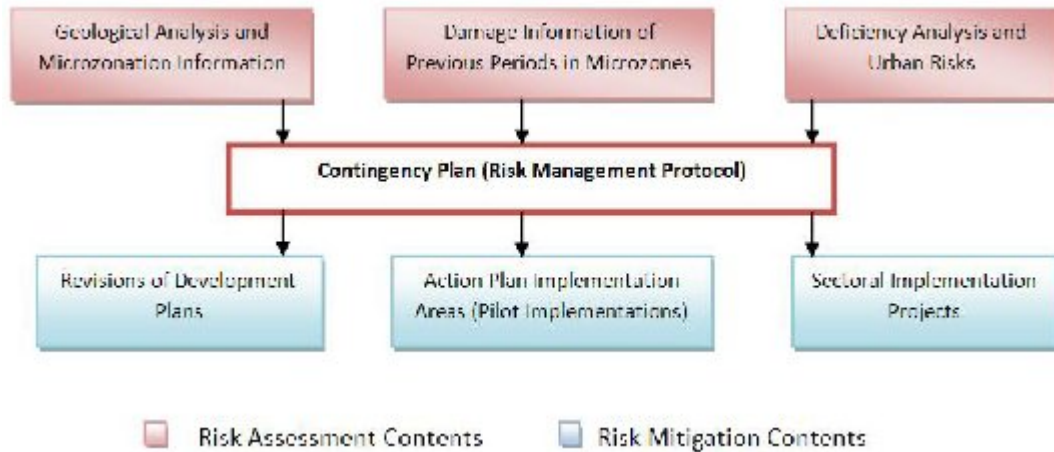 Geological Analysis and
Microzonation Information
Damage Information of
Previous Periods in Microzones
Deficiency Analysis and
Urban Risks
Contingency Plan (Risk Management Protocol)
Revisions of Development
Plans
Action Plan Implementation
Areas (Pilot Implementations)
Sectoral Implementation
Projects
Risk Assessment Contents
Risk Mitigation Contents